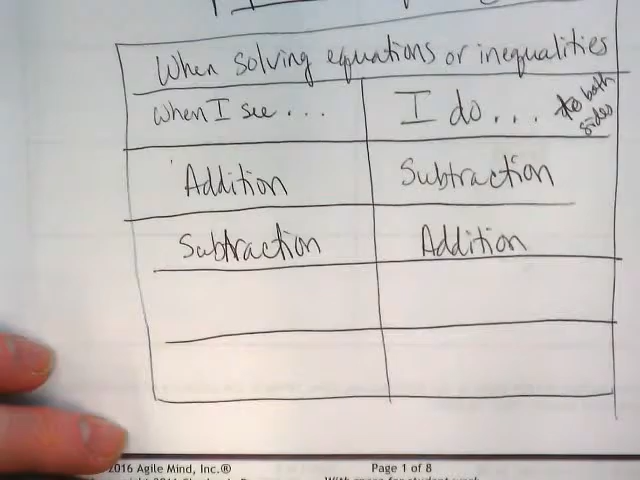 When solving equations or inequalities
When I see . . .
I do . . . to both sides
Addition
Subtraction
Subtraction
Addition
2016 Agile Mind, Inc.®
Page 1 of 8